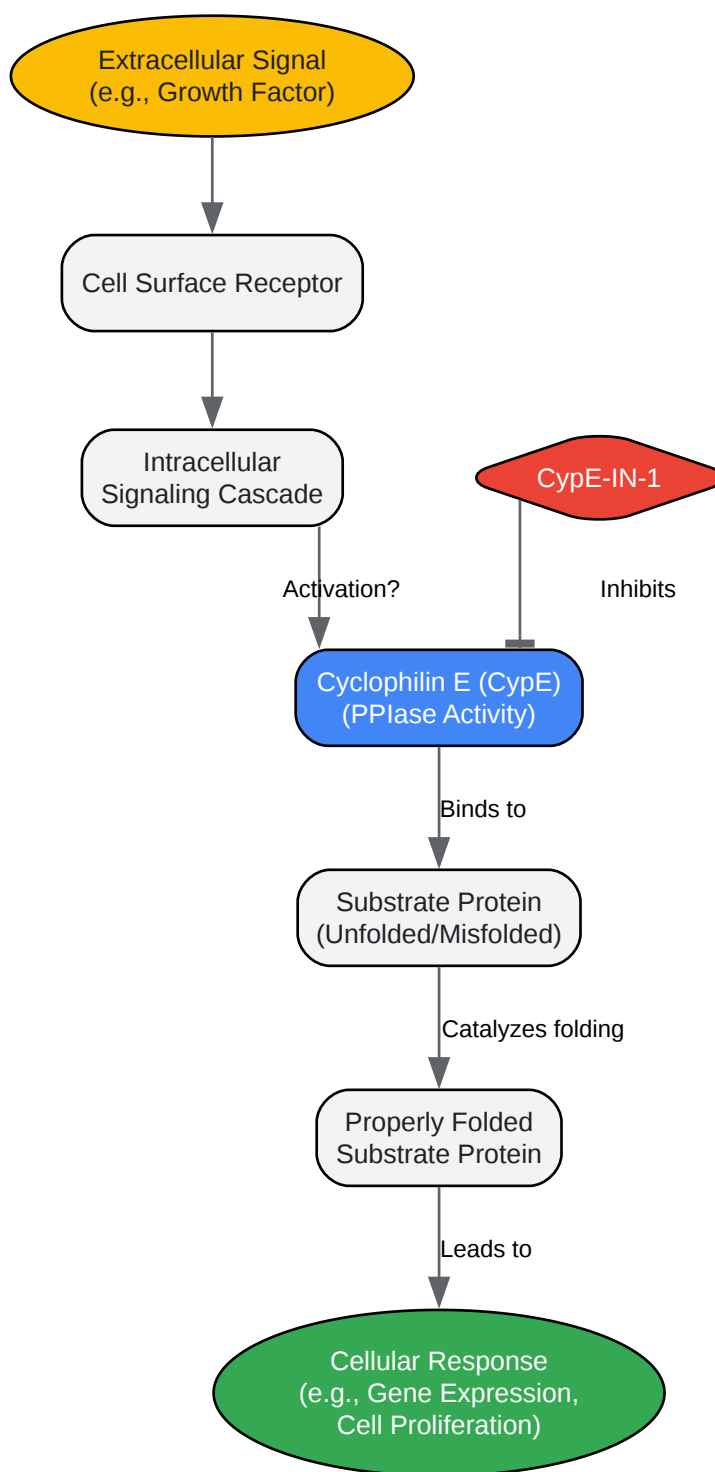 Extracellular Signal
(e.g., Growth Factor)
Cell Surface Receptor
Intracellular
Signaling Cascade
CypE-IN-1
Activation?
Inhibits
Cyclophilin E (CypE)
(PPIase Activity)
Binds to
Substrate Protein
(Unfolded/Misfolded)
Catalyzes folding
Properly Folded
Substrate Protein
Leads to
Cellular Response
(e.g., Gene Expression,
Cell Proliferation)